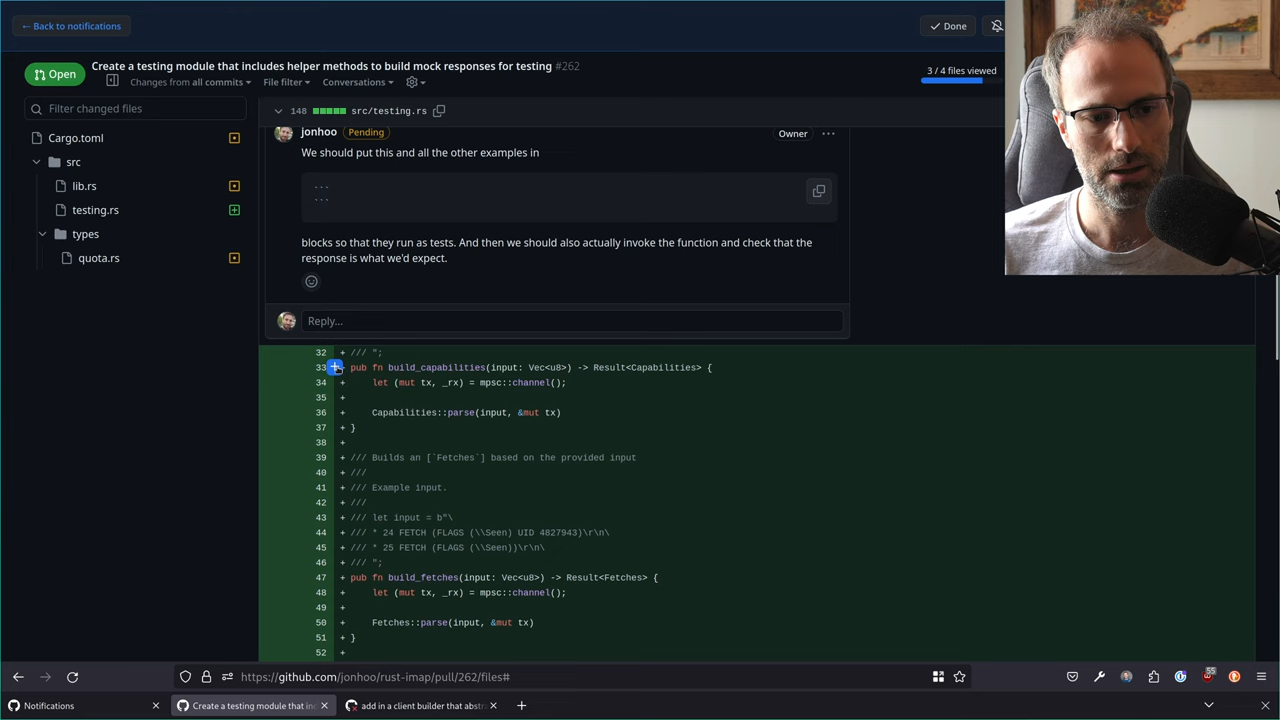 ← Back to notifications
Done
Open
Create a testing module that includes helper methods to build mock responses for testing #262
Changes from all commits
File filter
Conversations
3 / 4 files viewed
Filter changed files
148
src/testing.rs
Cargo.toml
src
lib.rs
testing.rs
types
quota.rs
jonhoo
Pending
Owner
We should put this and all the other examples in
```
```
blocks so that they run as tests. And then we should also actually invoke the function and check that the
response is what we'd expect.
Reply...
32 + /// ";
33 + pub fn build_capabilities(input: Vec<u8>) -> Result<Capabilities> {
34 + let (mut tx, _rx) = mpsc::channel();
35 +
36 + Capabilities::parse(input, &mut tx)
37 + }
38 +
39 + /// Builds an [`Fetches`] based on the provided input
40 + ///
41 + /// Example input.
42 + ///
43 + /// let input = b"\
44 + /// * 24 FETCH (FLAGS (\\Seen) UID 4827943)\r\n\
45 + /// * 25 FETCH (FLAGS (\\Seen))\r\n\
46 + /// ";
47 + pub fn build_fetches(input: Vec<u8>) -> Result<Fetches> {
48 + let (mut tx, _rx) = mpsc::channel();
49 +
50 + Fetches::parse(input, &mut tx)
51 + }
52 +
https://github.com/jonhoo/rust-imap/pull/262/files#
55
Notifications
Create a testing module that in
add in a client builder that abstr